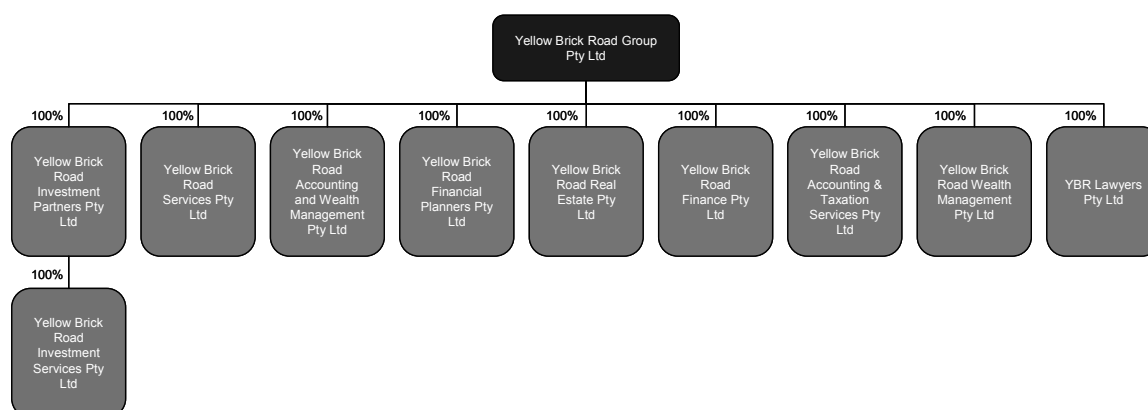 Yellow Brick Road Group
Pty Ltd
100%
100%
100%
100%
100%
100%
100%
100%
100%
Yellow Brick
Road
Investment
Partners Pty
Ltd
Yellow Brick
Road
Services Pty
Ltd
Yellow Brick
Road
Accounting
and Wealth
Management
Pty Ltd
Yellow Brick
Road
Financial
Planners Pty
Ltd
Yellow Brick
Road Real
Estate Pty
Ltd
Yellow Brick
Road
Finance Pty
Ltd
Yellow Brick
Road
Accounting &
Taxation
Services Pty
Ltd
Yellow Brick
Road Wealth
Management
Pty Ltd
YBR Lawyers
Pty Ltd
100%
Yellow Brick
Road
Investment
Services Pty
Ltd